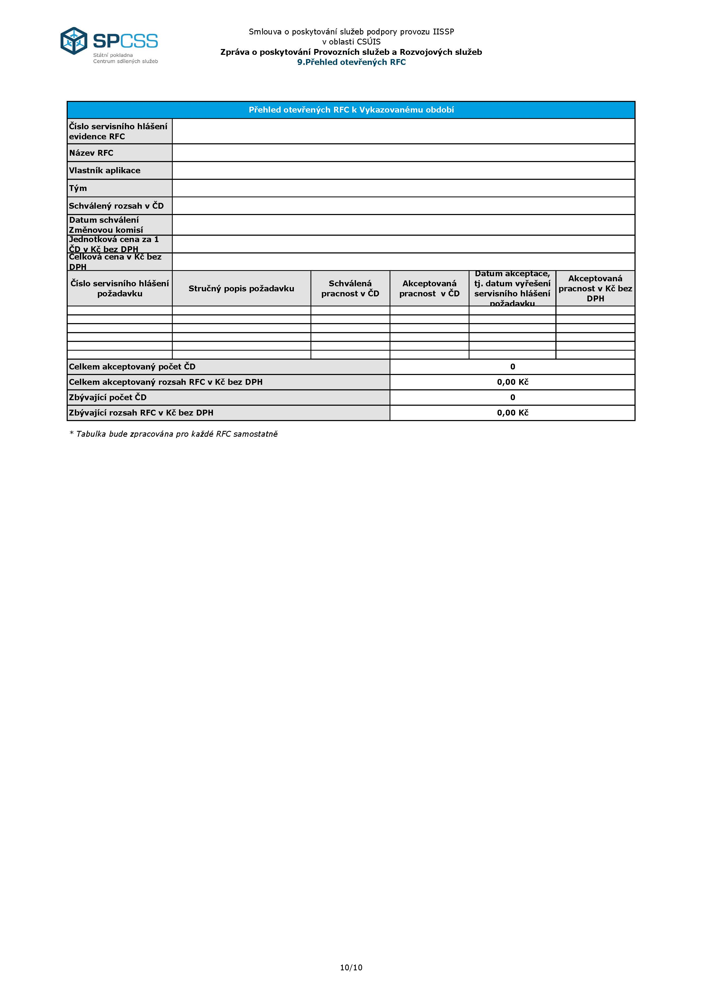 SPCSS
Státní pokladna
Centrum sdílených služeb
Smlouva o poskytování služeb podpory provozu IISSP
v oblasti CSÚIS
Zpráva o poskytování Provozních služeb a Rozvojových služeb
9.Přehled otevřených RFC
Přehled otevřených RFC k Vykazovanému období
Číslo servisního hlášení
evidence RFC
Název RFC
Vlastník aplikace
Tým
Schválený rozsah v ČD
Datum schválení
Změnovou komisí
Jednotková cena za 1
ČD v Kč bez DPH
Celková cena v Kč bez
DPH
Číslo servisního hlášení
požadavku
Stručný popis požadavku
Schválená
pracnost v ČD
Akceptovaná
pracnost  v ČD
Datum akceptace,
tj. datum vyřešení
servisního hlášení
požadavku
Akceptovaná
pracnost v Kč bez
DPH
Celkem akceptovaný počet ČD
0
Celkem akceptovaný rozsah RFC v Kč bez DPH
0,00 Kč
Zbývající počet ČD
0
Zbývající rozsah RFC v Kč bez DPH
0,00 Kč
* Tabulka bude zpracována pro každé RFC samostatně
10/10